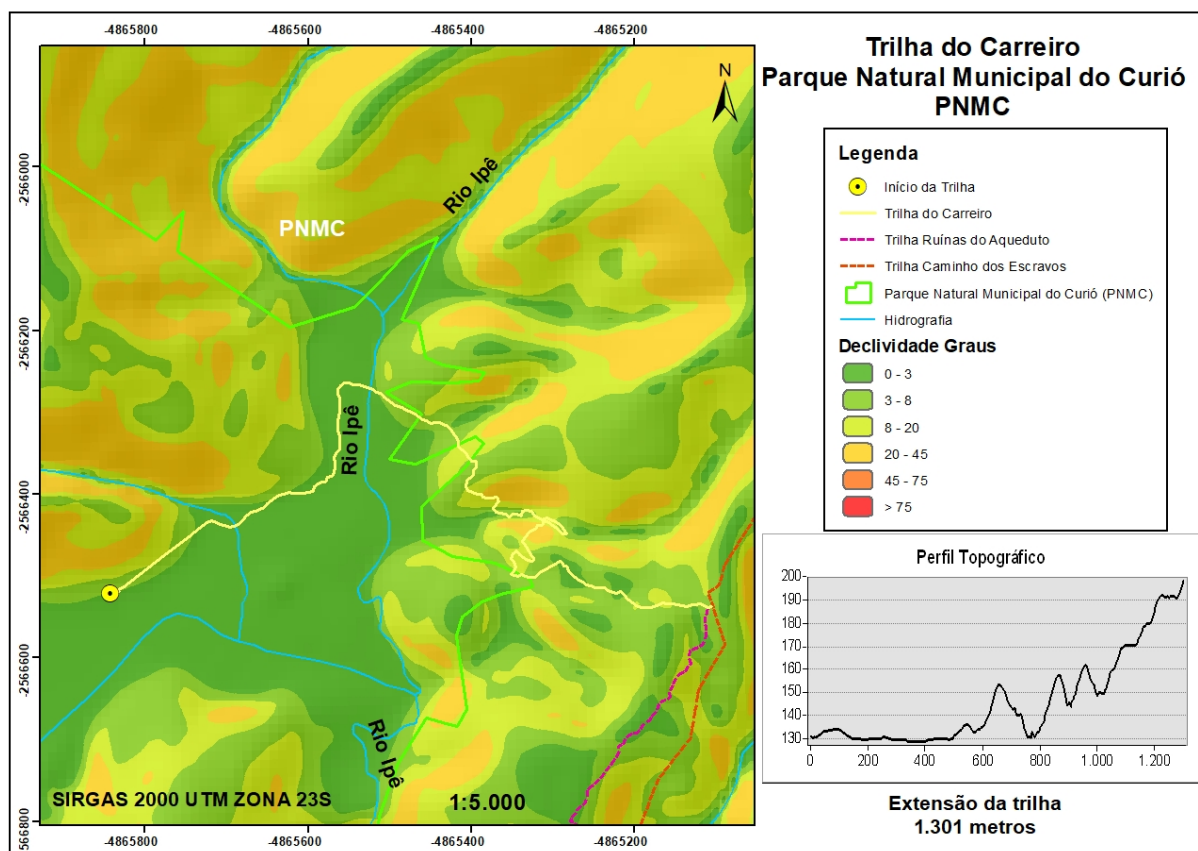 Trilha do Carreiro
Parque Natural Municipal do Curió
PNMC
-4865800
-4865600
-4865400
-4865200
N
Rio Ipê
PNMC
Rio Ipê
Rio Ipê
SIRGAS 2000 UTM ZONA 23S
1:5.000
-4865800
-4865600
-4865400
-4865200
2566000
2566200
2566400
2566600
2566800
Legenda
Início da Trilha
Trilha do Carreiro
Trilha Ruínas do Aqueduto
Trilha Caminho dos Escravos
Parque Natural Municipal do Curió (PNMC)
Hidrografia
Declividade Graus
0 - 3
3 - 8
8 - 20
20 - 45
45 - 75
> 75
Perfil Topográfico
200
190
180
170
160
150
140
130
0 200 400 600 800 1.000 1.200
Extensão da trilha
1.301 metros